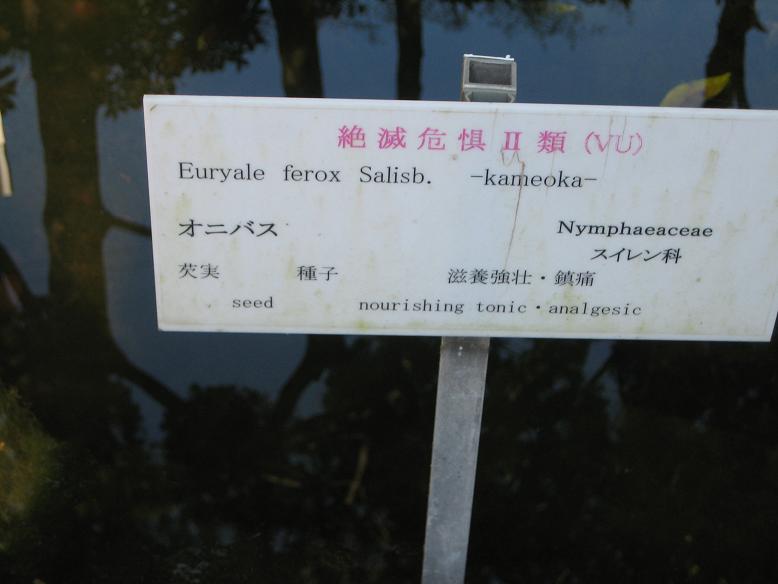 絶滅危惧Ⅱ類(VU)
Euryale ferox Salisb. -kameoka-
オニバス Nymphaeaceae
スイレン科
芡実 種子 滋養強壮・鎮痛
seed nourishing tonic・analgesic